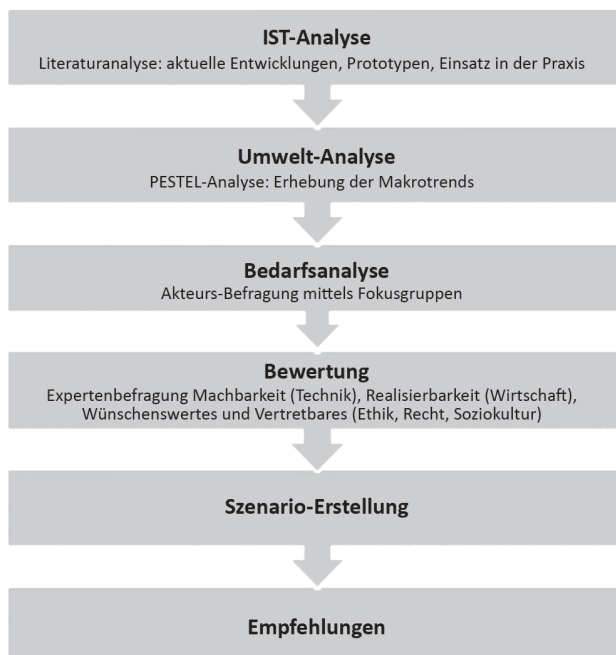 IST-Analyse
Literaturanalyse: aktuelle Entwicklungen, Prototypen, Einsatz in der Praxis
Umwelt-Analyse
PESTEL-Analyse: Erhebung der Makrotrends
Bedarfsanalyse
Akteurs-Befragung mittels Fokusgruppen
Bewertung
Expertenbefragung Machbarkeit (Technik), Realisierbarkeit (Wirtschaft),
Wünschenswertes und Vertretbares (Ethik, Recht, Soziokultur)
Szenario-Erstellung
Empfehlungen